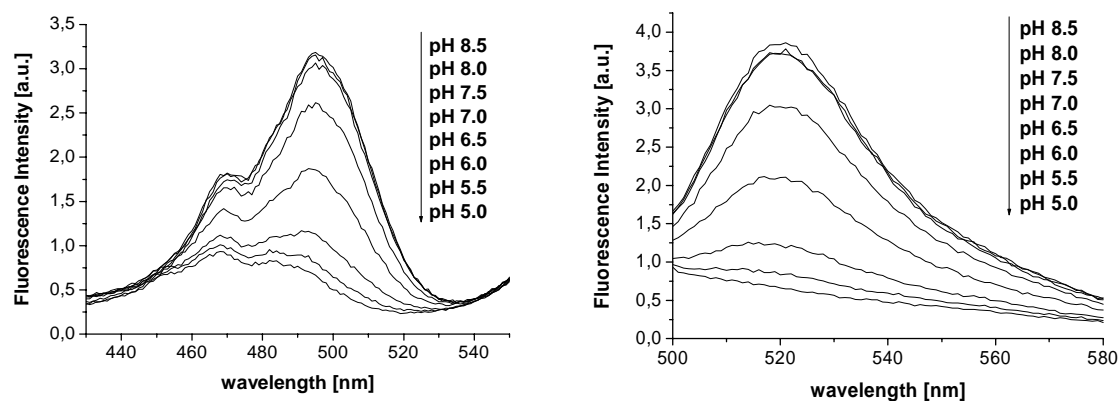 3,5
3,0
2,5
2,0
1,5
1,0
0,5
0,0
Fluorescence Intensity [a.u.]
440 460 480 500 520 540
wavelength [nm]
pH 8.5
pH 8.0
pH 7.5
pH 7.0
pH 6.5
pH 6.0
pH 5.5
pH 5.0
4.0
3.5
3.0
2.5
2.0
1.5
1.0
0.5
0.0
Fluorescence Intensity [a.u.]
500 520 540 560 580
wavelength [nm]
pH 8.5
pH 8.0
pH 7.5
pH 7.0
pH 6.5
pH 6.0
pH 5.5
pH 5.0